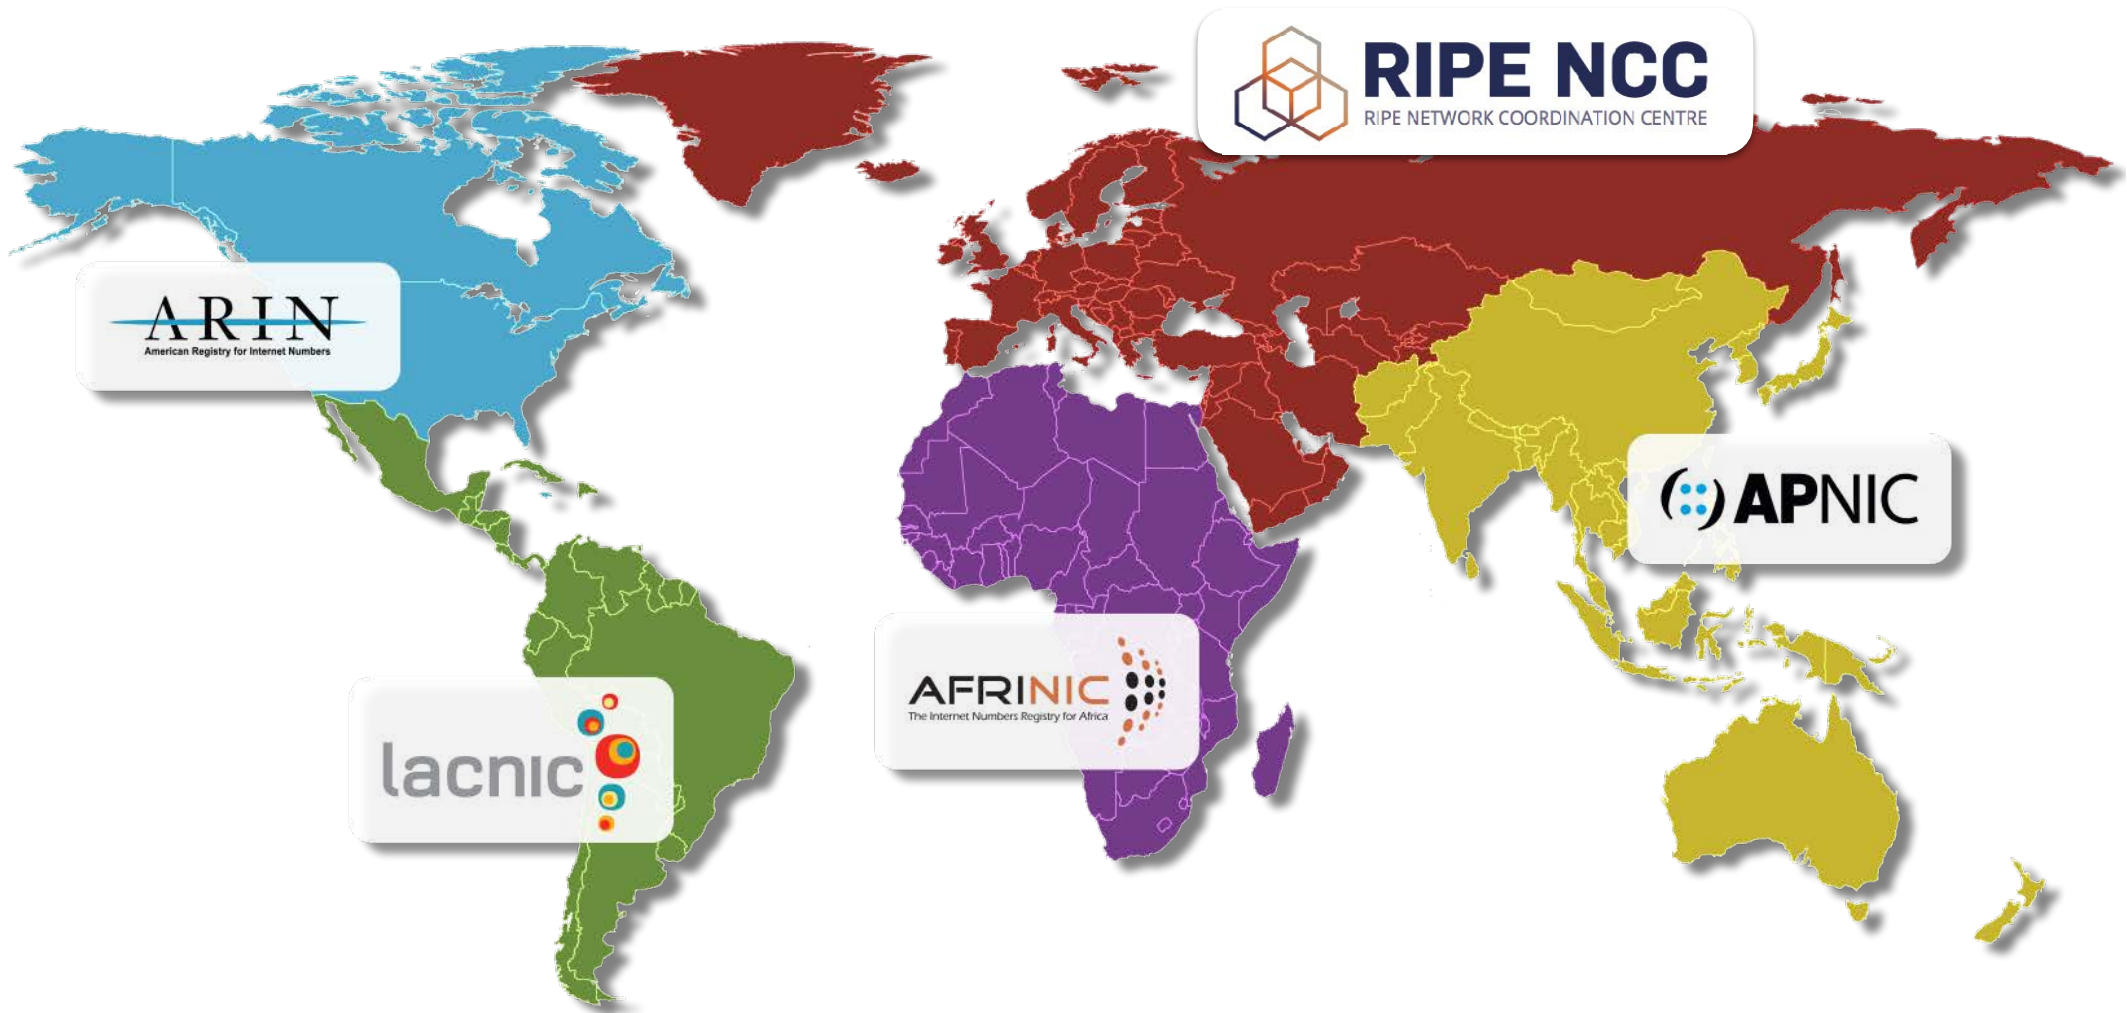 RIPE NCC
RIPE NETWORK COORDINATION CENTRE
ARIN
American Registry for Internet Numbers
APNIC
AFRINIC
The Internet Numbers Registry for Africa
lacnic